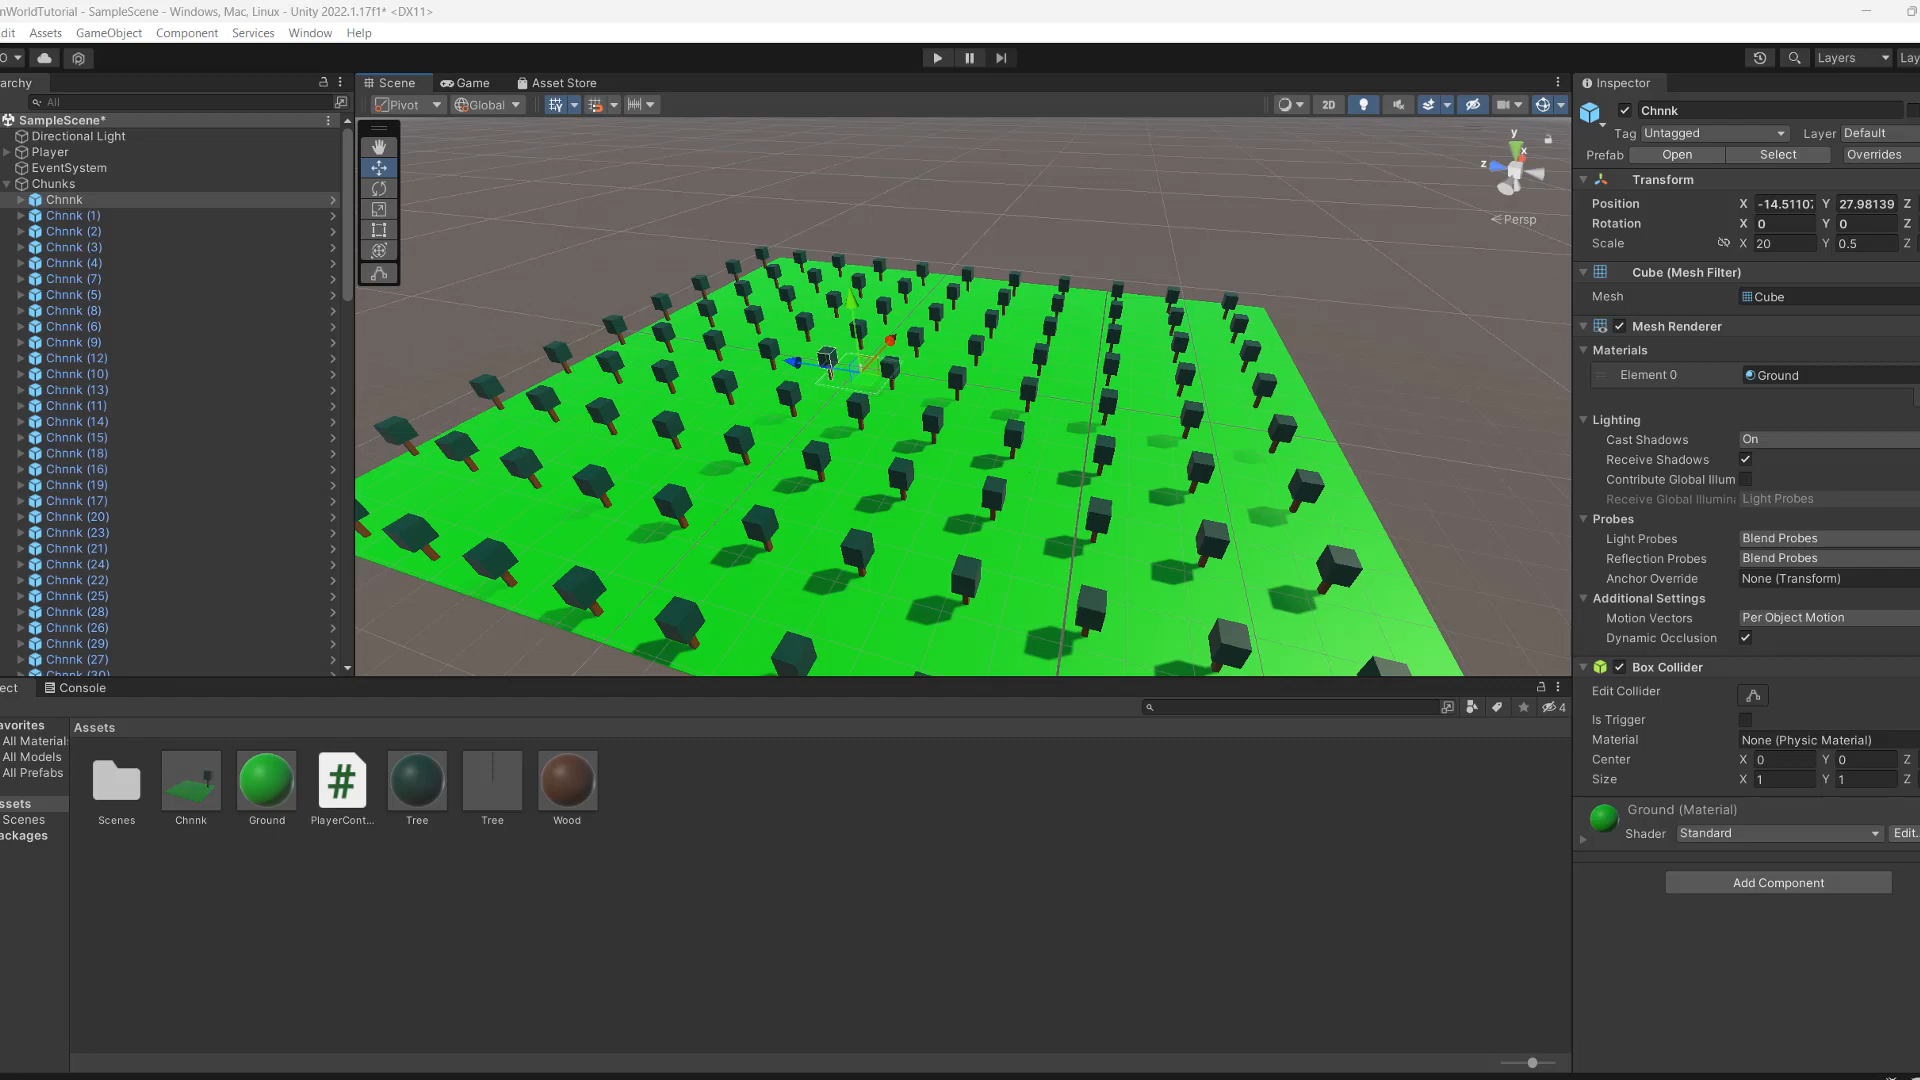 nWorldTutorial - SampleScene - Windows, Mac, Linux - Unity 2022.1.17f1* <DX11>
dit Assets GameObject Component Services Window Help
Layers Lay
archy
Scene Game Asset Store
Inspector
All
Pivot Global 2D
Chnnk
SampleScene*
Directional Light
Player
EventSystem
Chunks
Chnnk
Chnnk (1)
Chnnk (2)
Chnnk (3)
Chnnk (4)
Chnnk (7)
Chnnk (5)
Chnnk (8)
Chnnk (6)
Chnnk (9)
Chnnk (12)
Chnnk (10)
Chnnk (13)
Chnnk (11)
Chnnk (14)
Chnnk (15)
Chnnk (18)
Chnnk (16)
Chnnk (19)
Chnnk (17)
Chnnk (20)
Chnnk (23)
Chnnk (21)
Chnnk (24)
Chnnk (22)
Chnnk (25)
Chnnk (28)
Chnnk (26)
Chnnk (29)
Chnnk (27)
Chnnk (30)
y
x
z
Persp
Tag Untagged Layer Default
Prefab Open Select Overrides
Transform
Position X -14.5110 Y 27.98139 Z
Rotation X 0 Y 0 Z
Scale X 20 Y 0.5 Z
Cube (Mesh Filter)
Mesh Cube
Mesh Renderer
Materials
Element 0 Ground
Lighting
Cast Shadows On
Receive Shadows
Contribute Global Illum
Receive Global Illumina Light Probes
Probes
Light Probes Blend Probes
Reflection Probes Blend Probes
Anchor Override None (Transform)
Additional Settings
Motion Vectors Per Object Motion
Dynamic Occlusion
Box Collider
Edit Collider
Is Trigger
Material None (Physic Material)
Center X 0 Y 0 Z
Size X 1 Y 1 Z
Ground (Material)
Shader Standard Edit..
Add Component
ect Console
4
avorites
All Material
All Models
All Prefabs
ssets
Scenes
ackages
Assets
Scenes Chnnk Ground PlayerCont... Tree Tree Wood